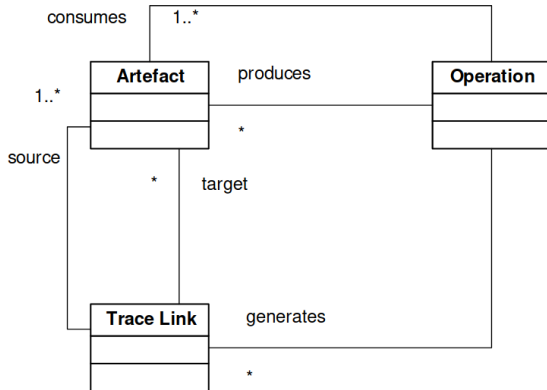 consumes 1..*
Artefact produces Operation
1..*
*
source
* target
Trace Link generates
*